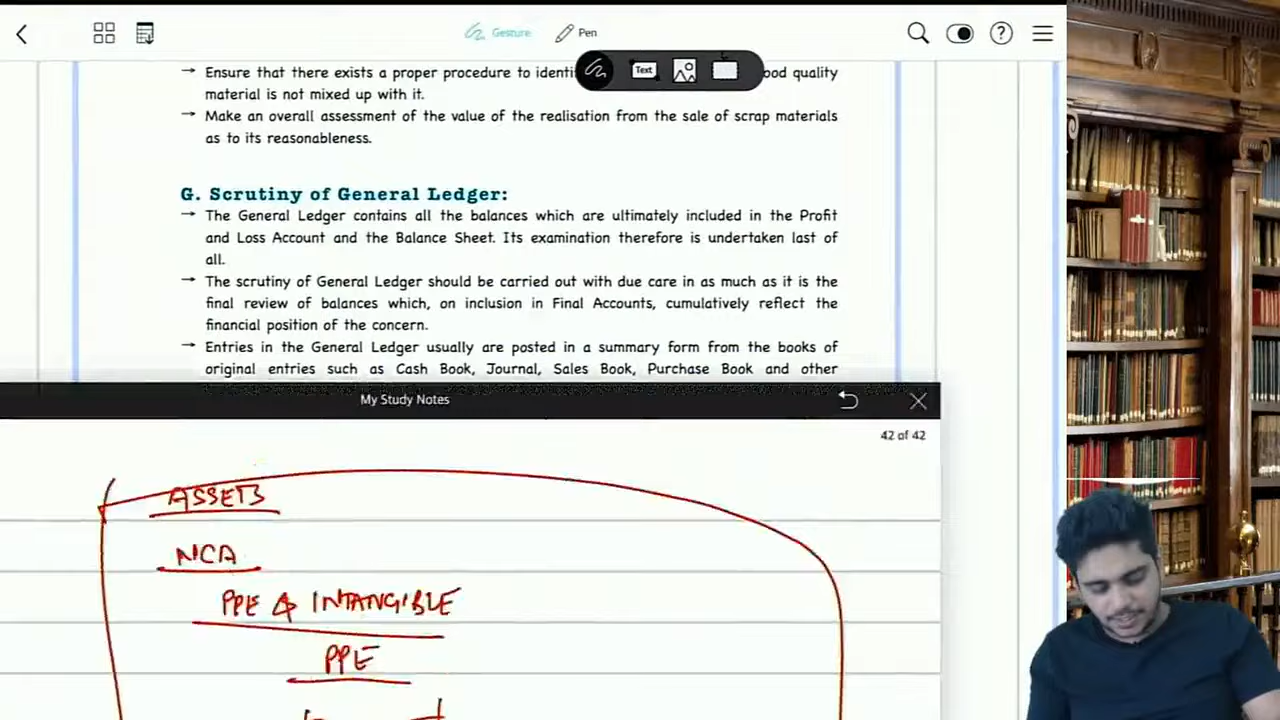 Gesture Pen
→ Ensure that there exists a proper procedure to identi Text ood quality
material is not mixed up with it.
→ Make an overall assessment of the value of the realisation from the sale of scrap materials
as to its reasonableness.
G. Scrutiny of General Ledger:
→ The General Ledger contains all the balances which are ultimately included in the Profit
and Loss Account and the Balance Sheet. Its examination therefore is undertaken last of
all.
→ The scrutiny of General Ledger should be carried out with due care in as much as it is the
final review of balances which, on inclusion in Final Accounts, cumulatively reflect the
financial position of the concern.
→ Entries in the General Ledger usually are posted in a summary form from the books of
original entries such as Cash Book, Journal, Sales Book, Purchase Book and other
My Study Notes
42 of 42
ASSETS
NCA
PPE & INTANGIBLE
PPE